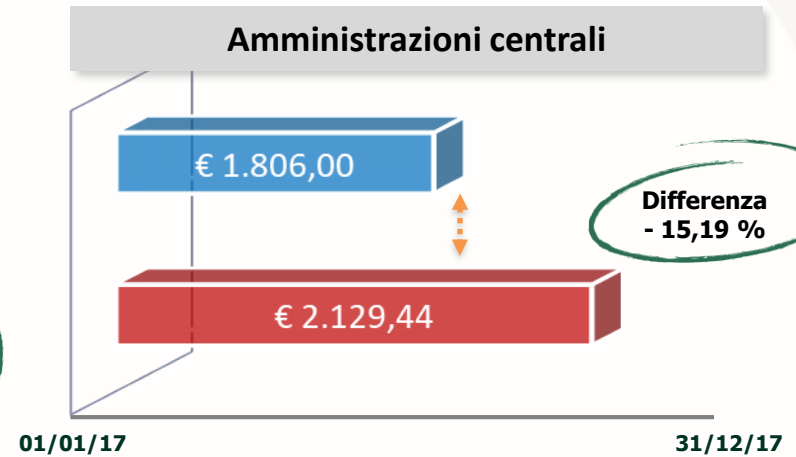 Amministrazioni centrali
€ 1.806,00
Differenza
- 15,19 %
€ 2.129,44
01/01/17
31/12/17